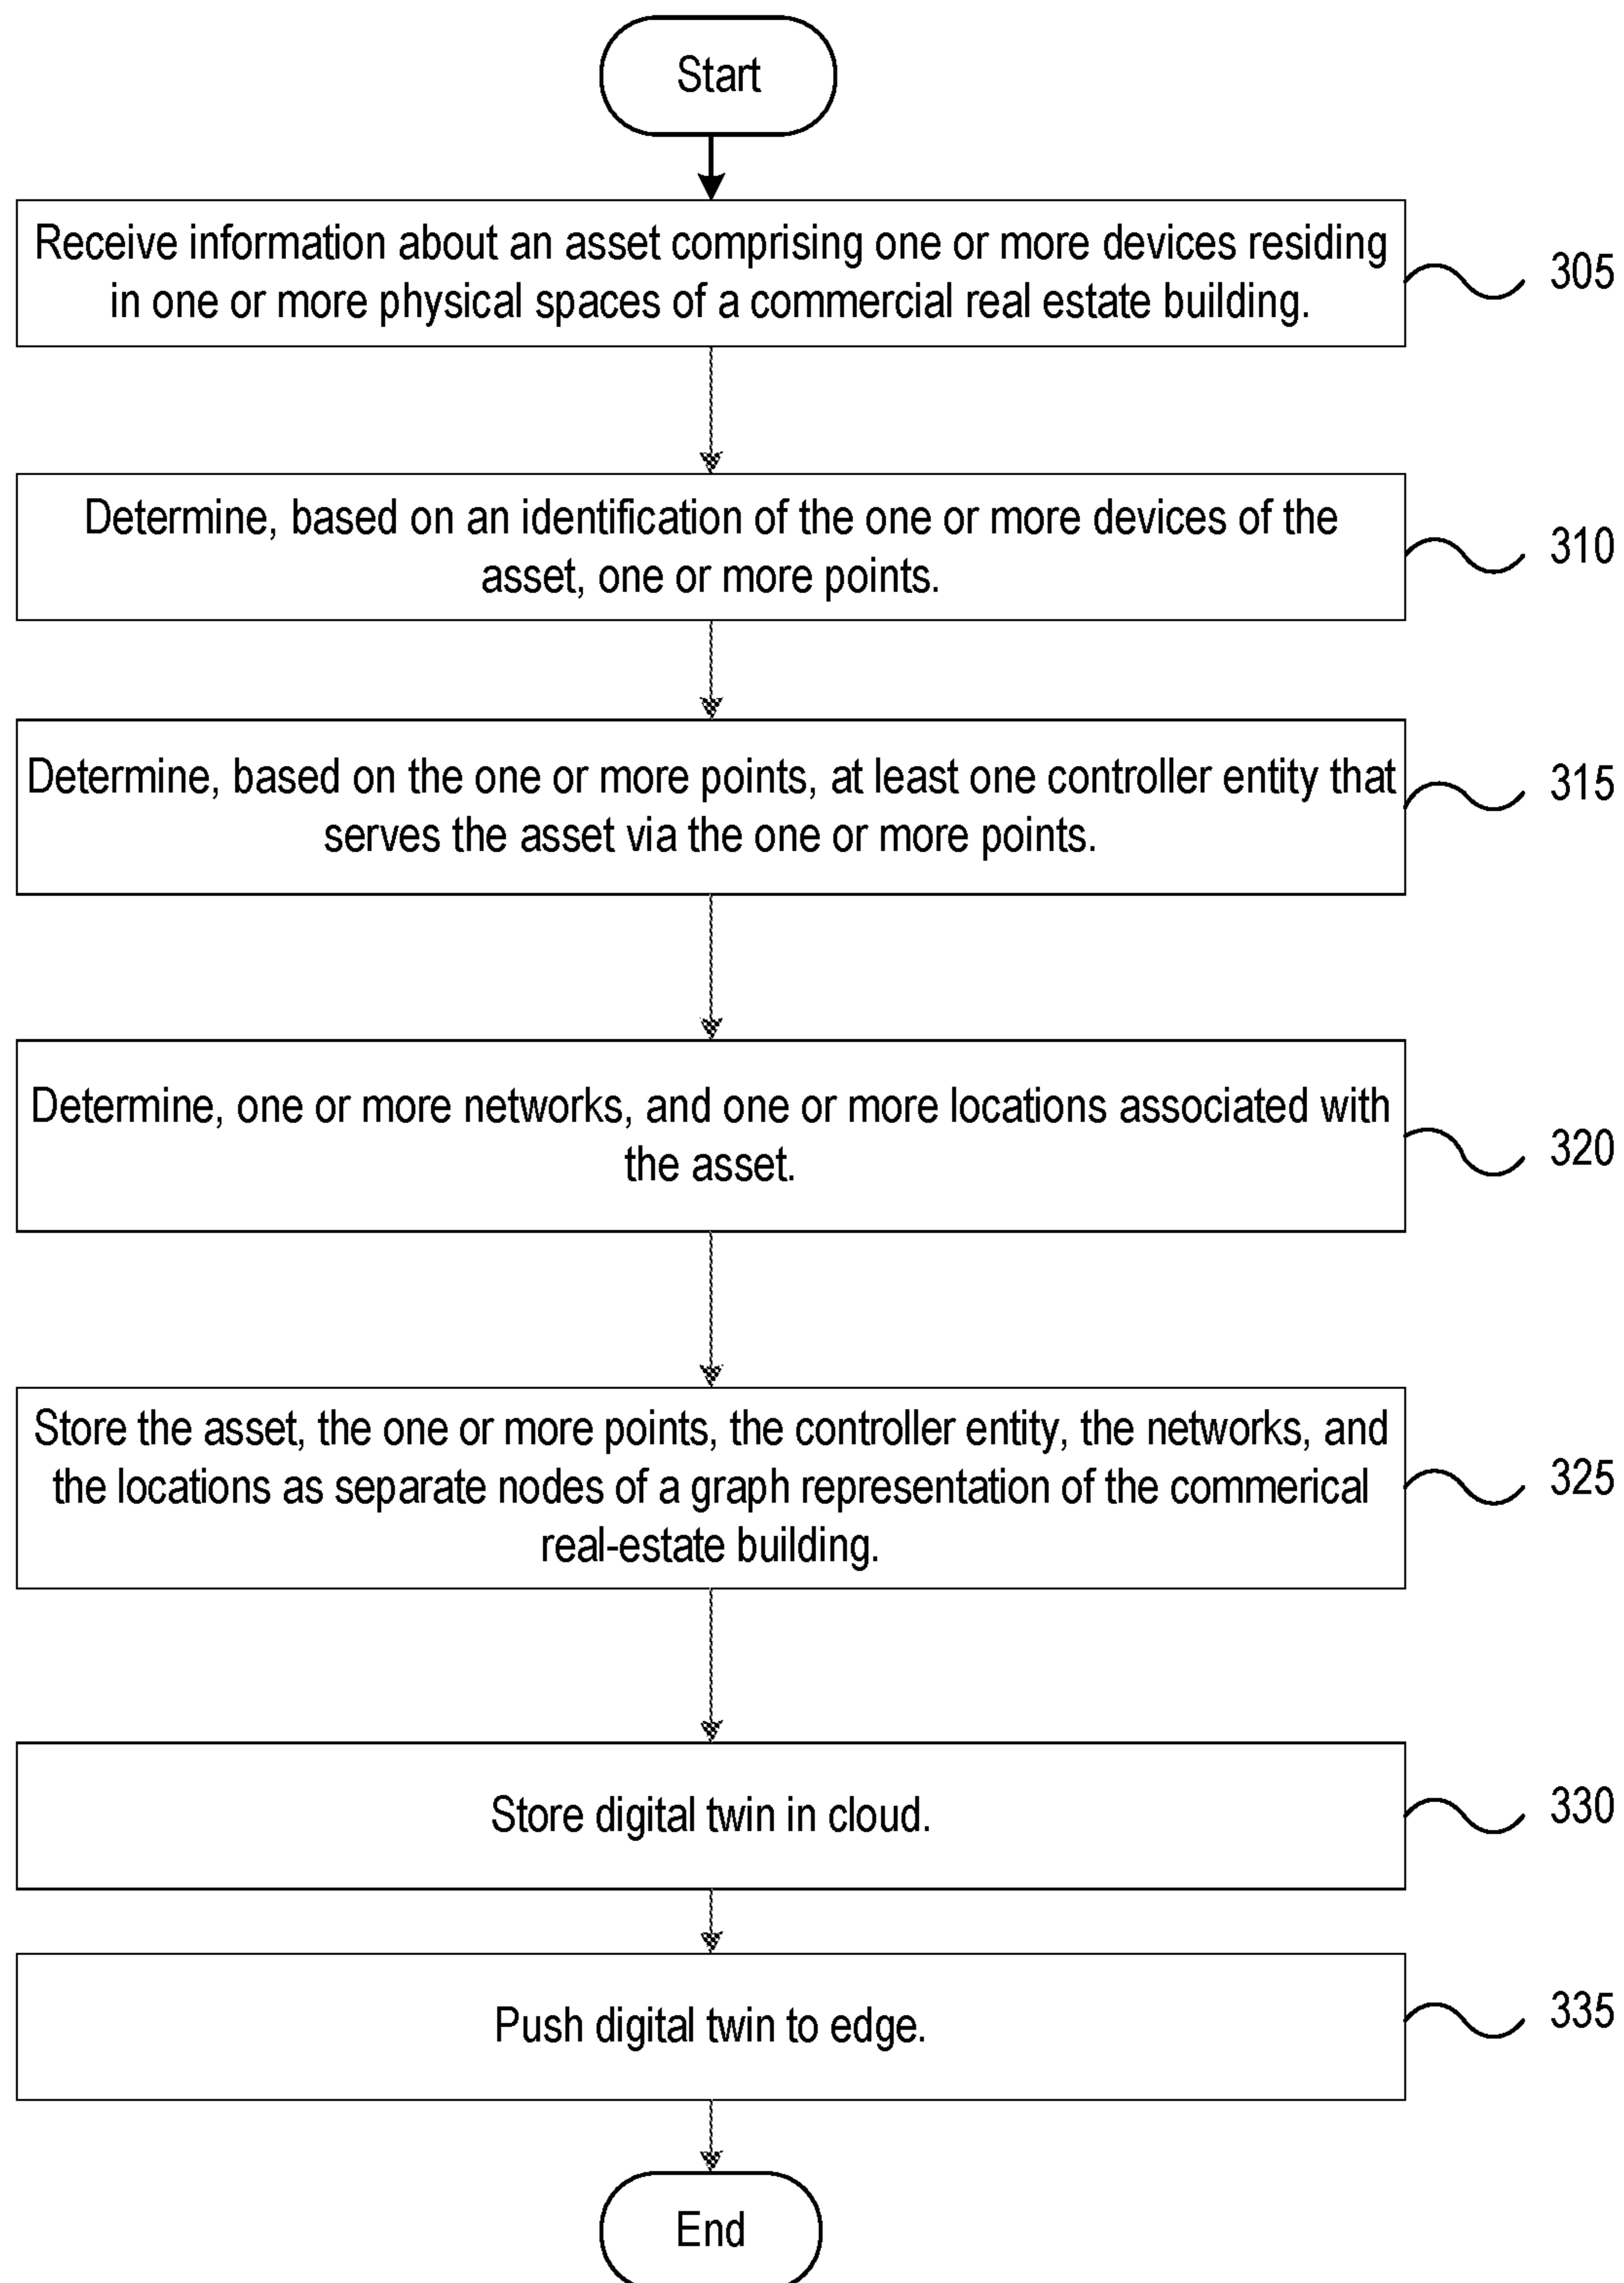 Start
Receive information about an asset comprising one or more devices residing
in one or more physical spaces of a commercial real estate building.
305
Determine, based on an identification of the one or more devices of the
asset, one or more points.
310
Determine, based on the one or more points, at least one controller entity that
serves the asset via the one or more points.
315
Determine, one or more networks, and one or more locations associated with
the asset.
320
Store the asset, the one or more points, the controller entity, the networks, and
the locations as separate nodes of a graph representation of the commerical
real-estate building.
325
Store digital twin in cloud.
330
Push digital twin to edge.
335
End